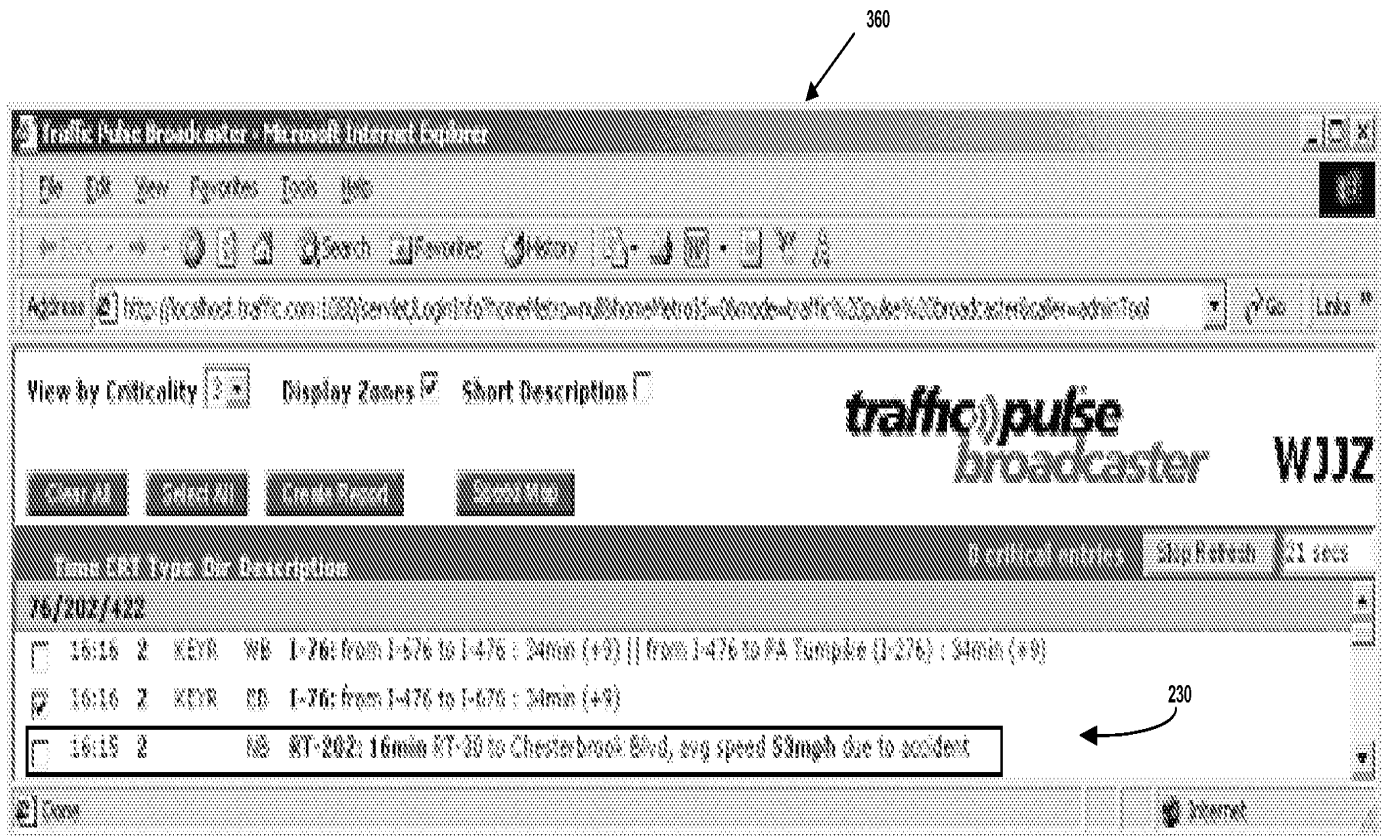 360
Traffic Pulse Broadcaster - Microsoft Internet Explorer
File Edit View Favorites Tools Help
Search Favorites History
Address Go Links »
View by Criticality Display Zones Short Description
traffic pulse
broadcaster
WJJZ
Clear All Select All Create Report
0 critical entries Skip Refresh 21 secs
Time CRT Type Dir Description
76/202/422
16:16 2 KEYR WB I-76: from I-676 to I-476 : 24min (+9) || from I-476 to PA Turnpike (I-276) :
16:16 2 KEYR EB I-76: from I-476 to I-676 : (+9)
230
16:15 2 NB RT-202: 16min to Chesterbrook Blvd, avg speed 53mph due to accident
Done Internet